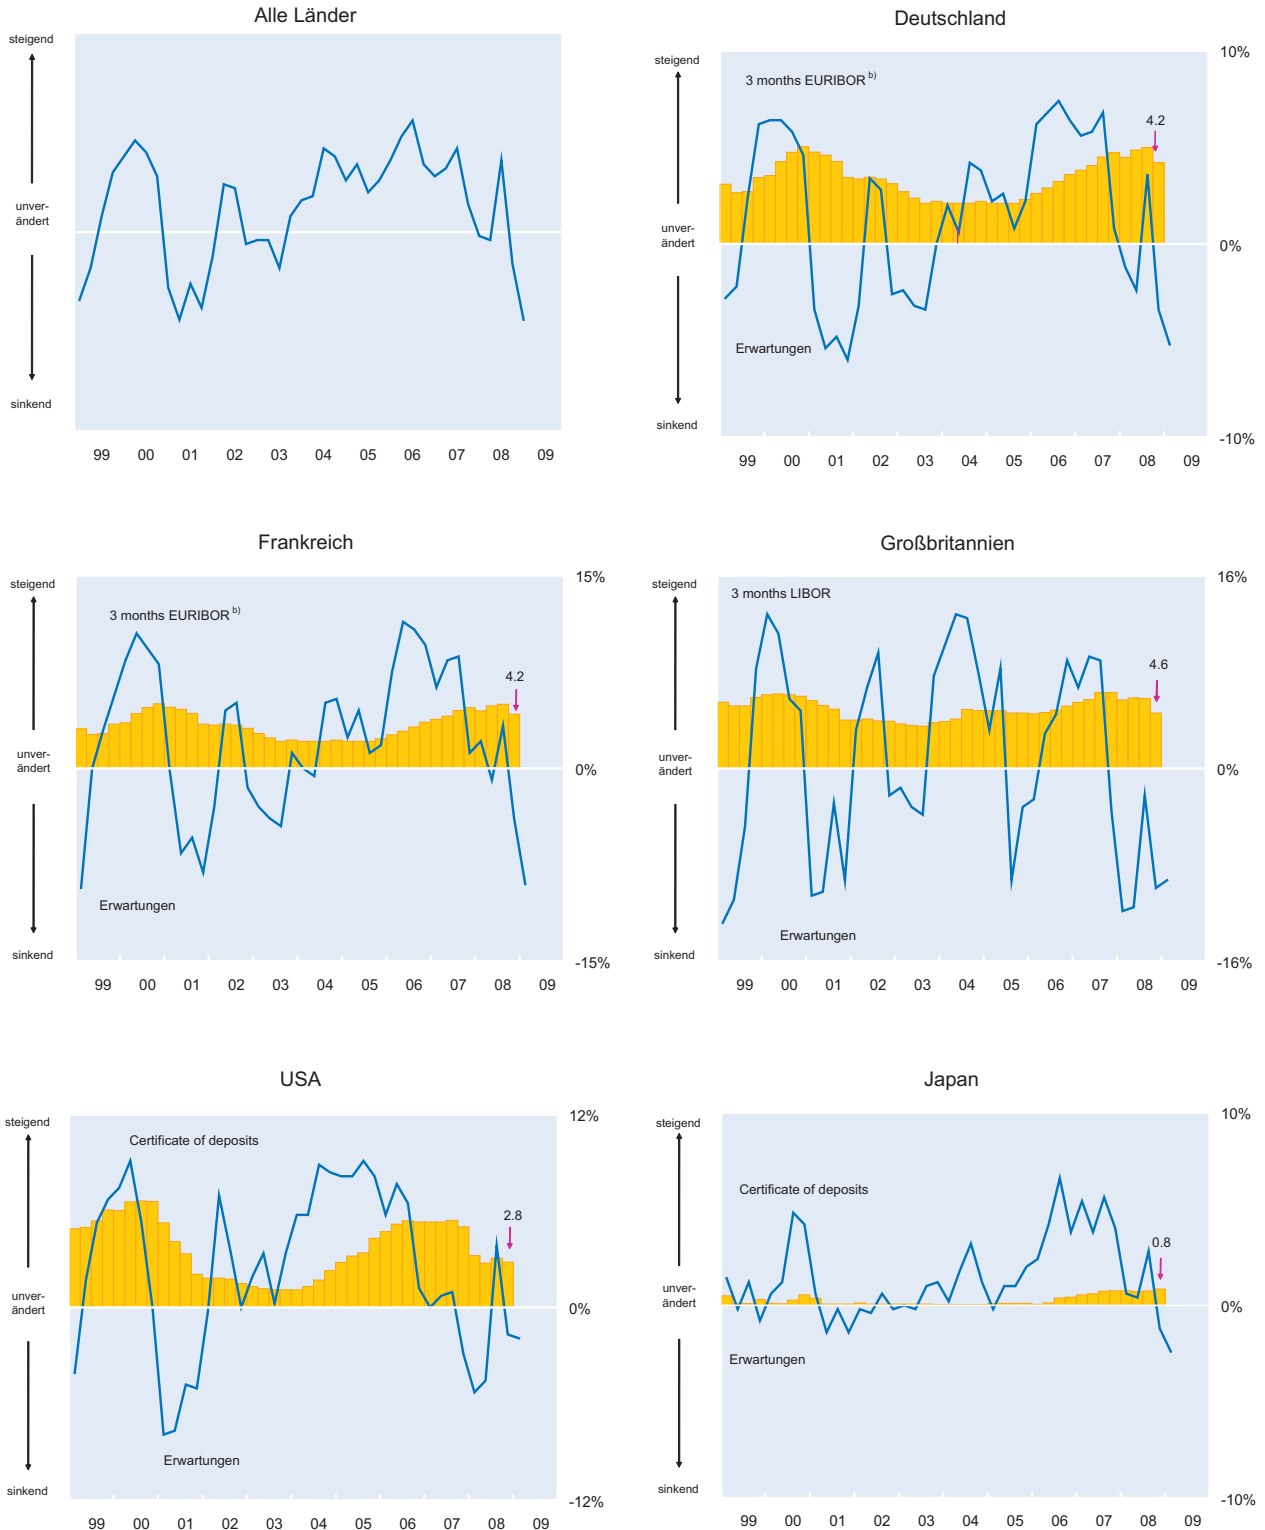 Alle Länder
steigend
unver-
ändert
sinkend
99 00 01 02 03 04 05 06 07 08 09
Deutschland
10%
steigend
3 months EURIBOR b)
4.2
unver-
ändert
0%
Erwartungen
sinkend
-10%
99 00 01 02 03 04 05 06 07 08 09
Frankreich
15%
steigend
3 months EURIBOR b)
4.2
unver-
ändert
0%
Erwartungen
sinkend
-15%
99 00 01 02 03 04 05 06 07 08 09
Großbritannien
16%
steigend
3 months LIBOR
4.6
unver-
ändert
0%
Erwartungen
sinkend
-16%
99 00 01 02 03 04 05 06 07 08 09
USA
12%
steigend
Certificate of deposits
2.8
unver-
ändert
0%
Erwartungen
sinkend
-12%
99 00 01 02 03 04 05 06 07 08 09
Japan
10%
steigend
Certificate of deposits
0.8
unver-
ändert
0%
Erwartungen
sinkend
-10%
99 00 01 02 03 04 05 06 07 08 09